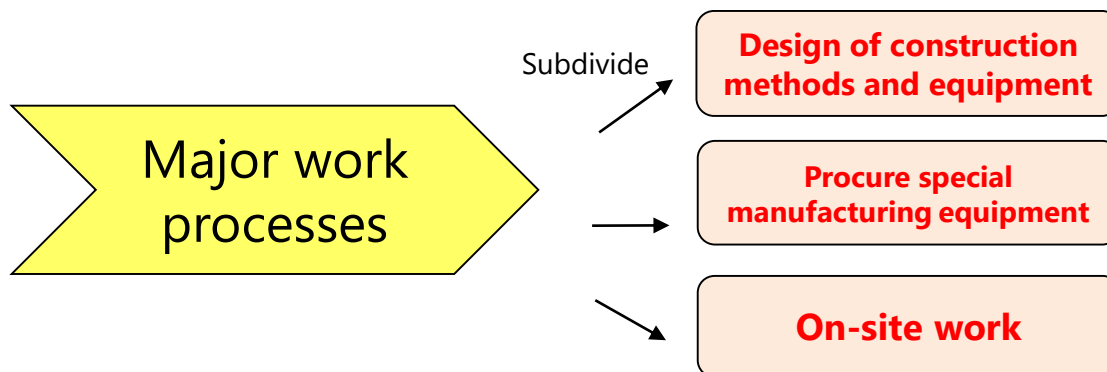 Subdivide
Major work
processes
Design of construction
methods and equipment
Procure special
manufacturing equipment
On-site work